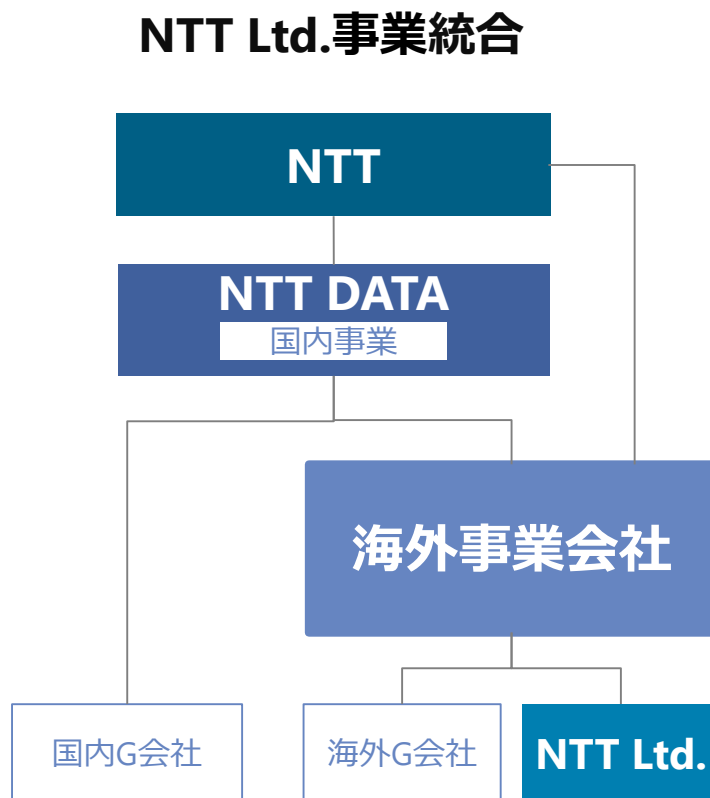 NTT Ltd.事業統合
NTT
NTT DATA
国内事業
海外事業会社
国内G会社
海外G会社
NTT Ltd.